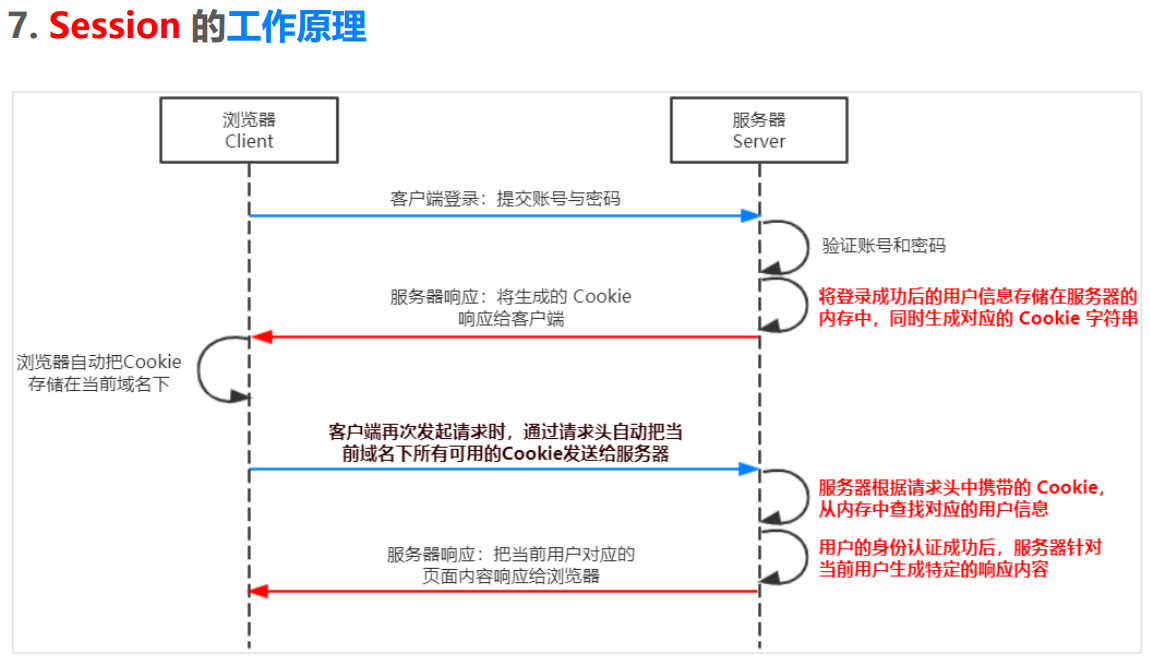 7. Session 的工作原理
浏览器
Client
服务器
Server
客户端登录：提交账号与密码
验证账号和密码
将登录成功后的用户信息存储在服务器的
内存中，同时生成对应的 Cookie 字符串
服务器响应：将生成的 Cookie
响应给客户端
浏览器自动把Cookie
存储在当前域名下
客户端再次发起请求时，通过请求头自动把当
前域名下所有可用的Cookie发送给服务器
服务器根据请求头中携带的 Cookie，
从内存中查找对应的用户信息
用户的身份认证成功后，服务器针对
当前用户生成特定的响应内容
服务器响应：把当前用户对应的
页面内容响应给浏览器